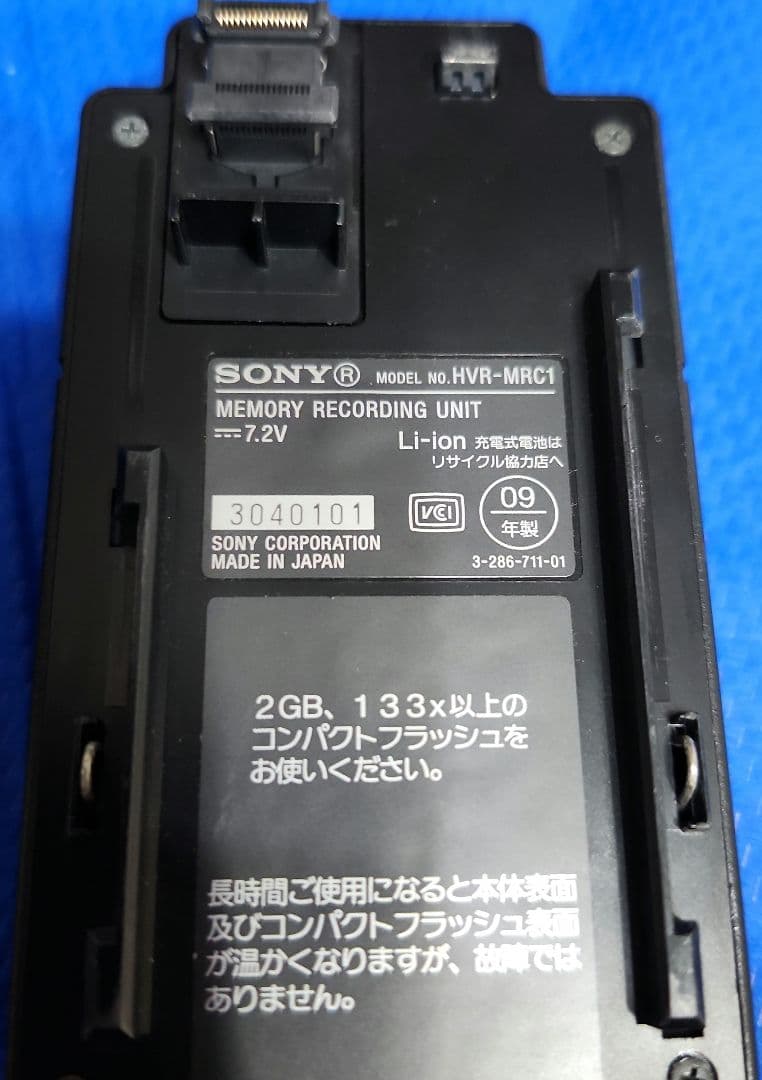 SONY® MODEL NO.HVR-MRC1
MEMORY RECORDING UNIT
⎓7.2V
Li-ion 充電式電池は
リサイクル協力店へ
3040101
VCI
09
年製
SONY CORPORATION
MADE IN JAPAN
3-286-711-01
2GB、133x以上の
コンパクトフラッシュを
お使いください。
長時間ご使用になると本体表面
及びコンパクトフラッシュ表面
が温かくなりますが、故障では
ありません。